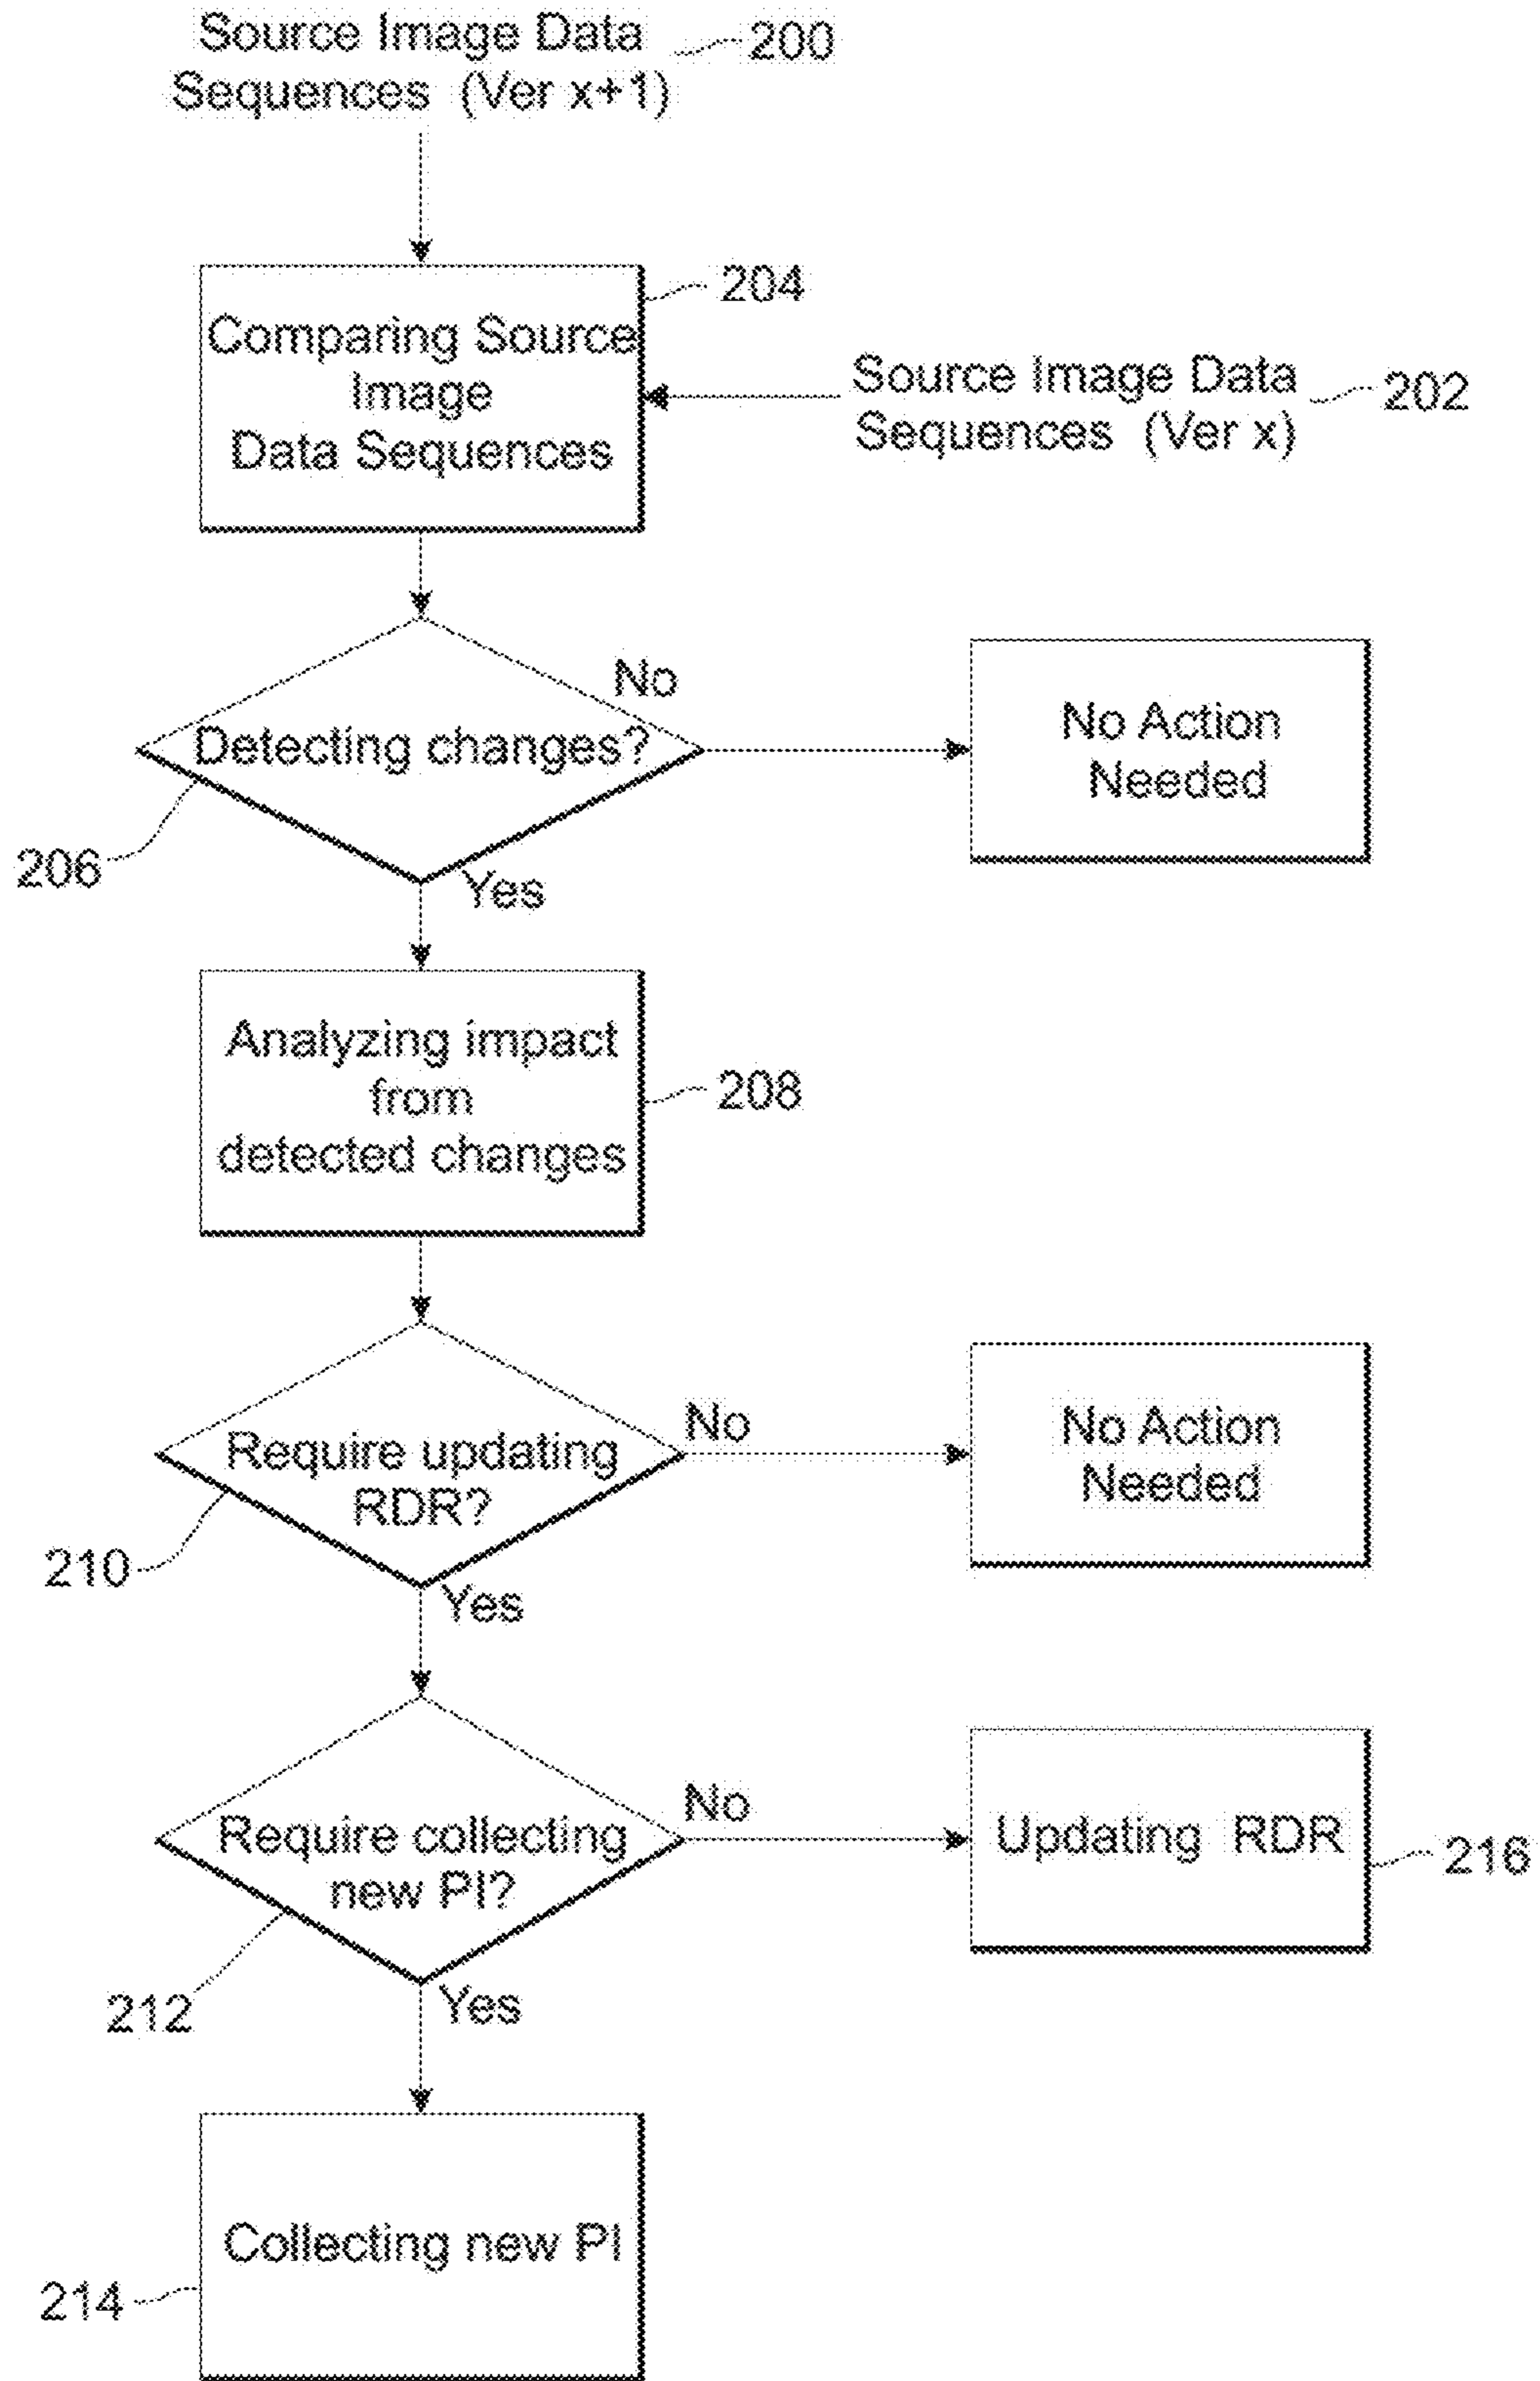 Source Image Data
Sequences (Ver x+1)
200
204
Comparing Source
Image
Data Sequences
Source Image Data
Sequences (Ver x)
202
No
Detecting changes?
No Action
Needed
206
Yes
Analyzing impact
from
detected changes
208
No
Require updating
RDR?
No Action
Needed
210
Yes
No
Require collecting
new PI?
Updating RDR
216
212
Yes
Collecting new PI
214